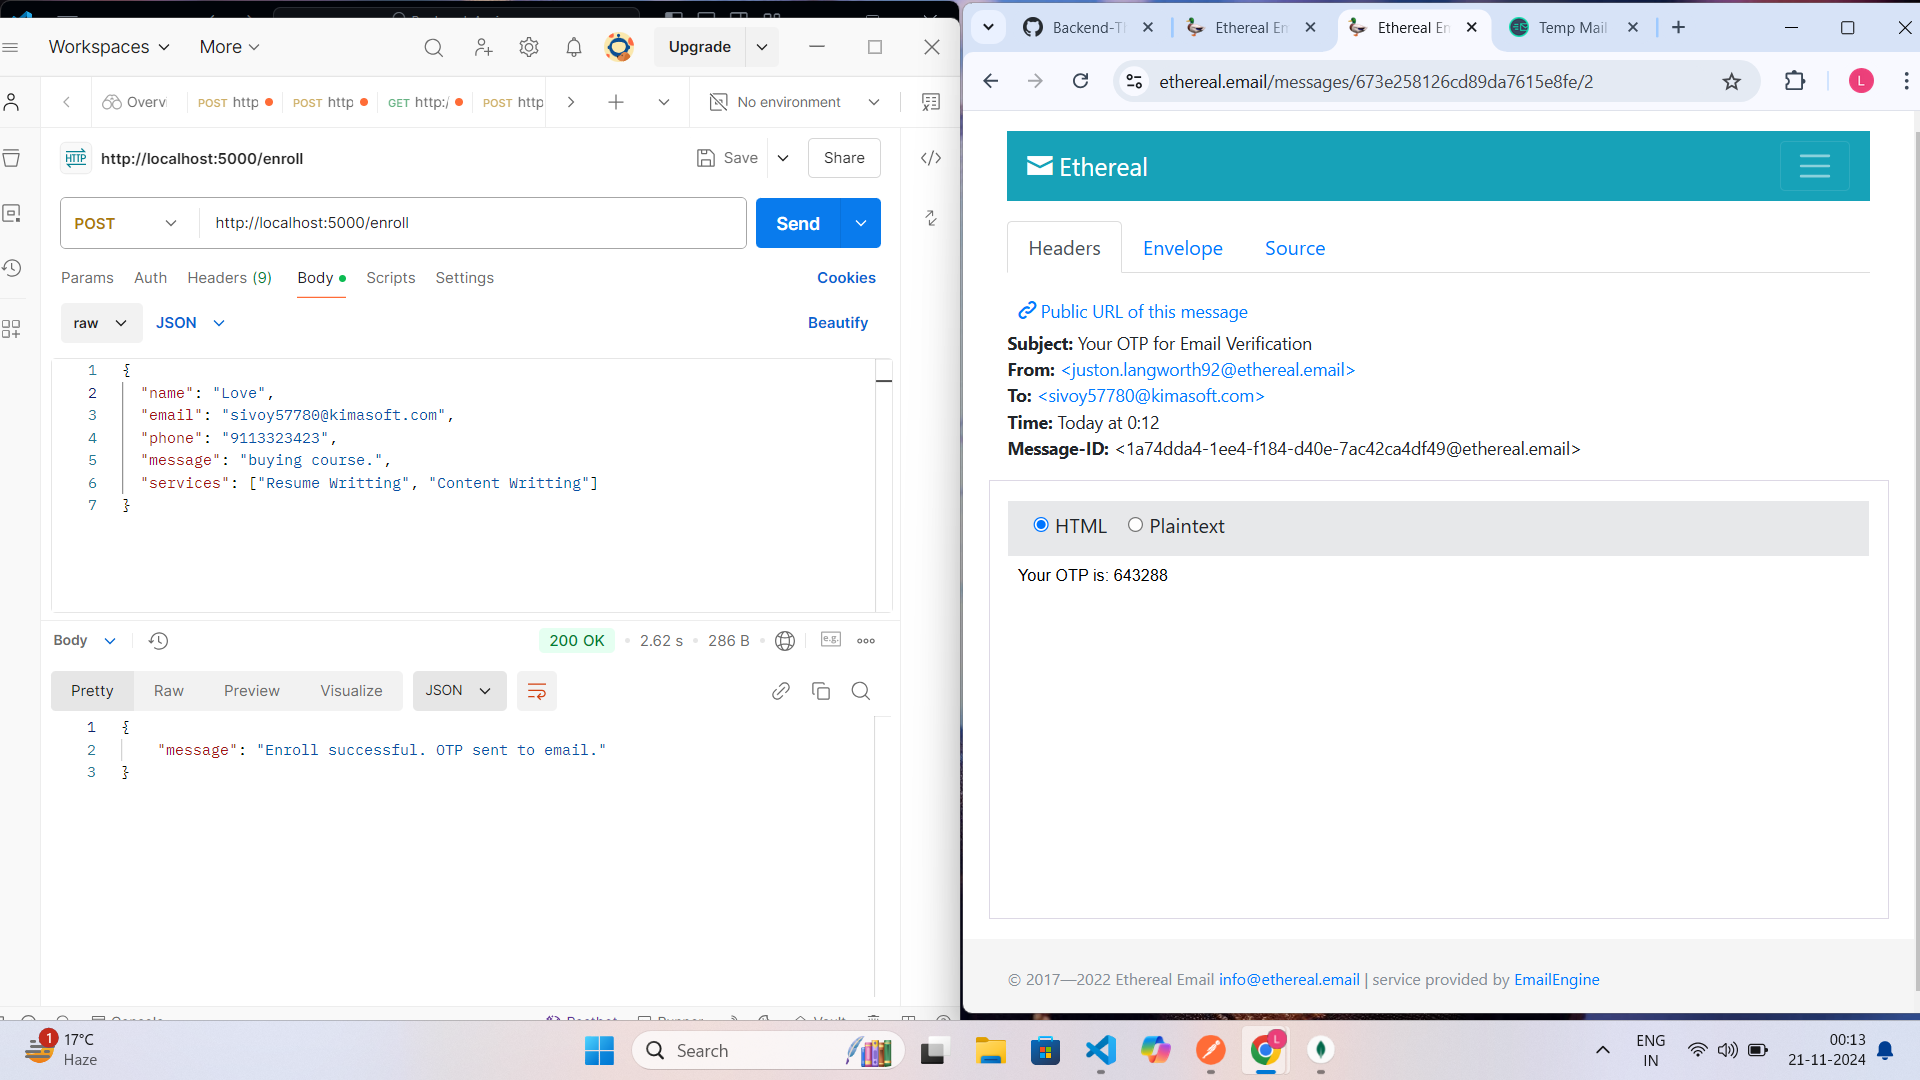 Workspaces
More
Upgrade
Overvi
POST http
POST http
GET http:/
POST http
No environment
HTTP http://localhost:5000/enroll
Save
Share
POST
http://localhost:5000/enroll
Send
Params
Auth
Headers (9)
Body
Scripts
Settings
Cookies
raw
JSON
Beautify
1 {
2 "name": "Love",
3 "email": "sivoy57780@kimasoft.com",
4 "phone": "9113323423",
5 "message": "buying course.",
6 "services": ["Resume Writting", "Content Writting"]
7 }
Body
200 OK
2.62 s
286 B
e.g.
Pretty
Raw
Preview
Visualize
JSON
1 {
2 "message": "Enroll successful. OTP sent to email."
3 }
Backend-T
Ethereal Em
Ethereal En
Temp Mail
ethereal.email/messages/673e258126cd89da7615e8fe/2
L
Ethereal
Headers
Envelope
Source
Public URL of this message
Subject: Your OTP for Email Verification
From: <juston.langworth92@ethereal.email>
To: <sivoy57780@kimasoft.com>
Time: Today at 0:12
Message-ID: <1a74dda4-1ee4-f184-d40e-7ac42ca4df49@ethereal.email>
HTML
Plaintext
Your OTP is: 643288
© 2017—2022 Ethereal Email info@ethereal.email | service provided by EmailEngine
1
17°C
Haze
Search
L
ENG
IN
00:13
21-11-2024